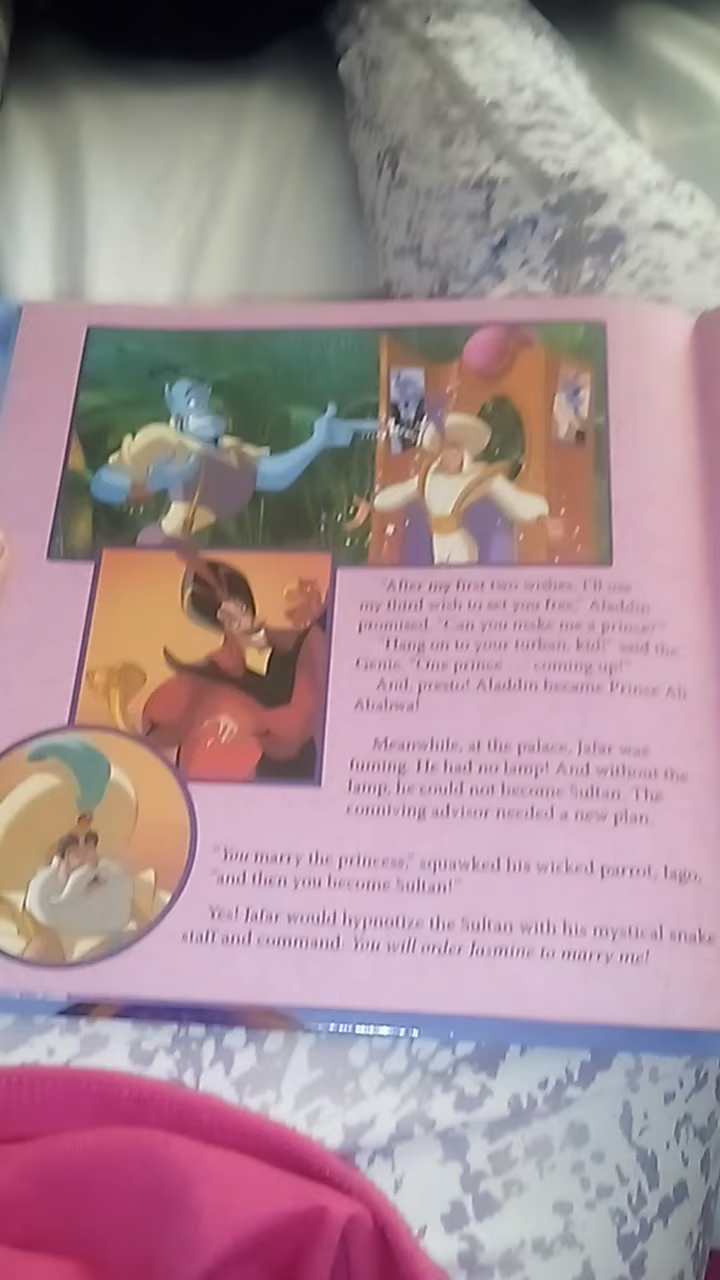 "After my first two wishes, I'll use
my third wish to set you free," Aladdin
promised. "Can you make me a prince?"
"Hang on to your turban, kid!" said the
Genie. "One prince . . . coming up!"
And, presto! Aladdin became Prince Ali
Ababwa!
Meanwhile, at the palace, Jafar was
fuming. He had no lamp! And without the
lamp, he could not become Sultan. The
conniving advisor needed a new plan.
"You marry the princess," squawked his wicked parrot, Iago,
"and then you become Sultan!"
Yes! Jafar would hypnotize the Sultan with his mystical snake
staff and command: You will order Jasmine to marry me!